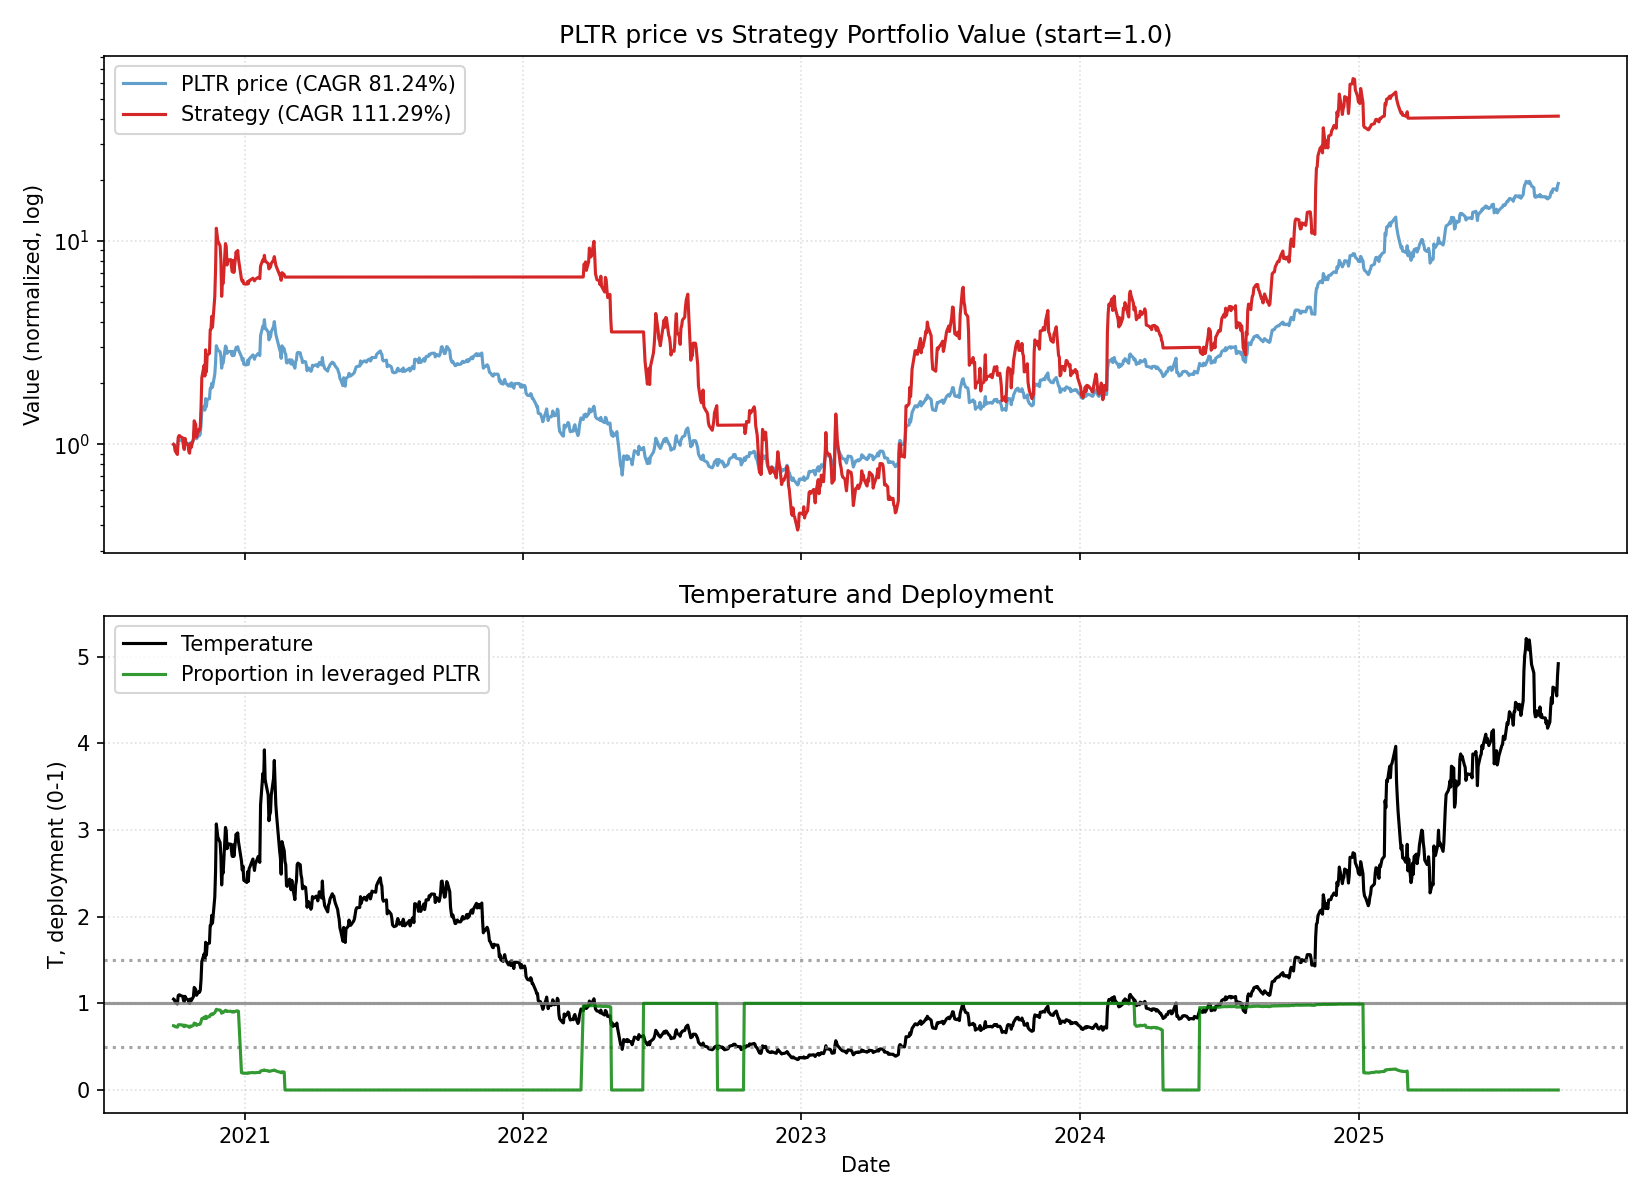 PLTR price vs Strategy Portfolio Value (start=1.0)
PLTR price (CAGR 81.24%)
Strategy (CAGR 111.29%)
Value (normalized, log)
10¹
10⁰
Temperature and Deployment
Temperature
Proportion in leveraged PLTR
T, deployment (0-1)
5
4
3
2
1
0
2021 2022 2023 2024 2025
Date